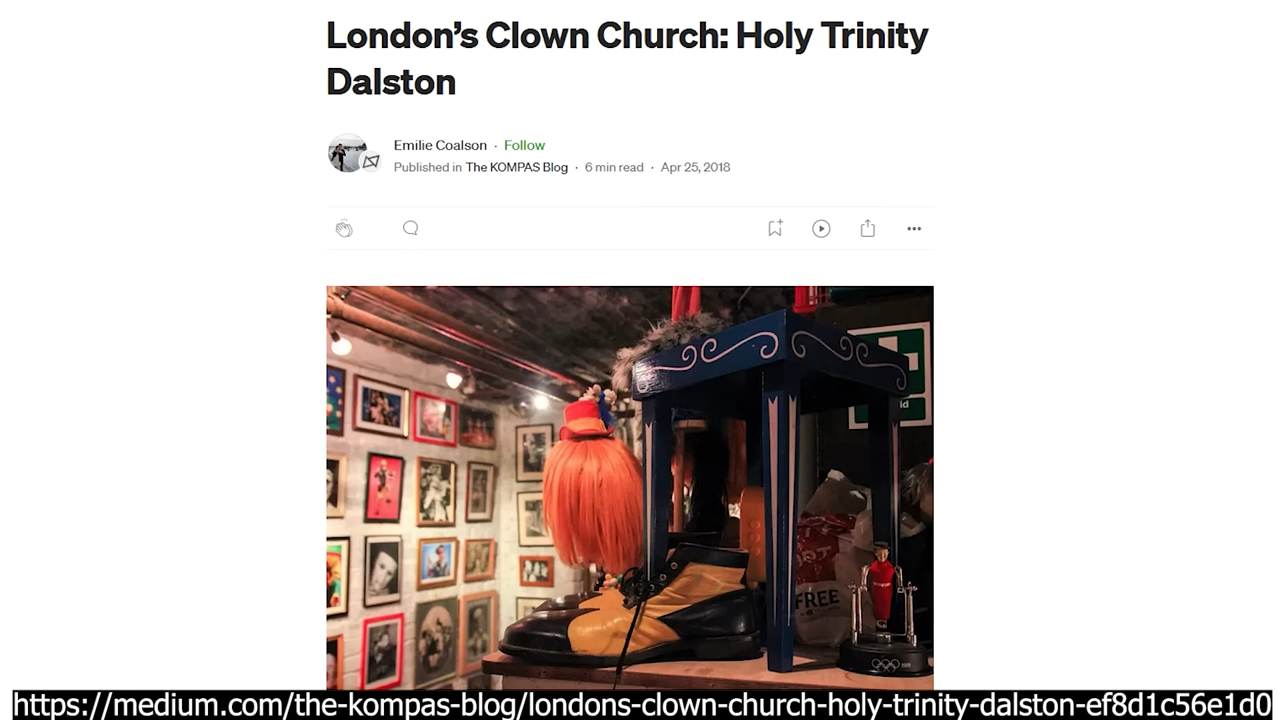 London’s Clown Church: Holy Trinity
Dalston
Emilie Coalson · Follow
Published in The KOMPAS Blog · 6 min read · Apr 25, 2018
id
FREE
https://medium.com/the-kompas-blog/londons-clown-church-holy-trinity-dalston-ef8d1c56e1d0